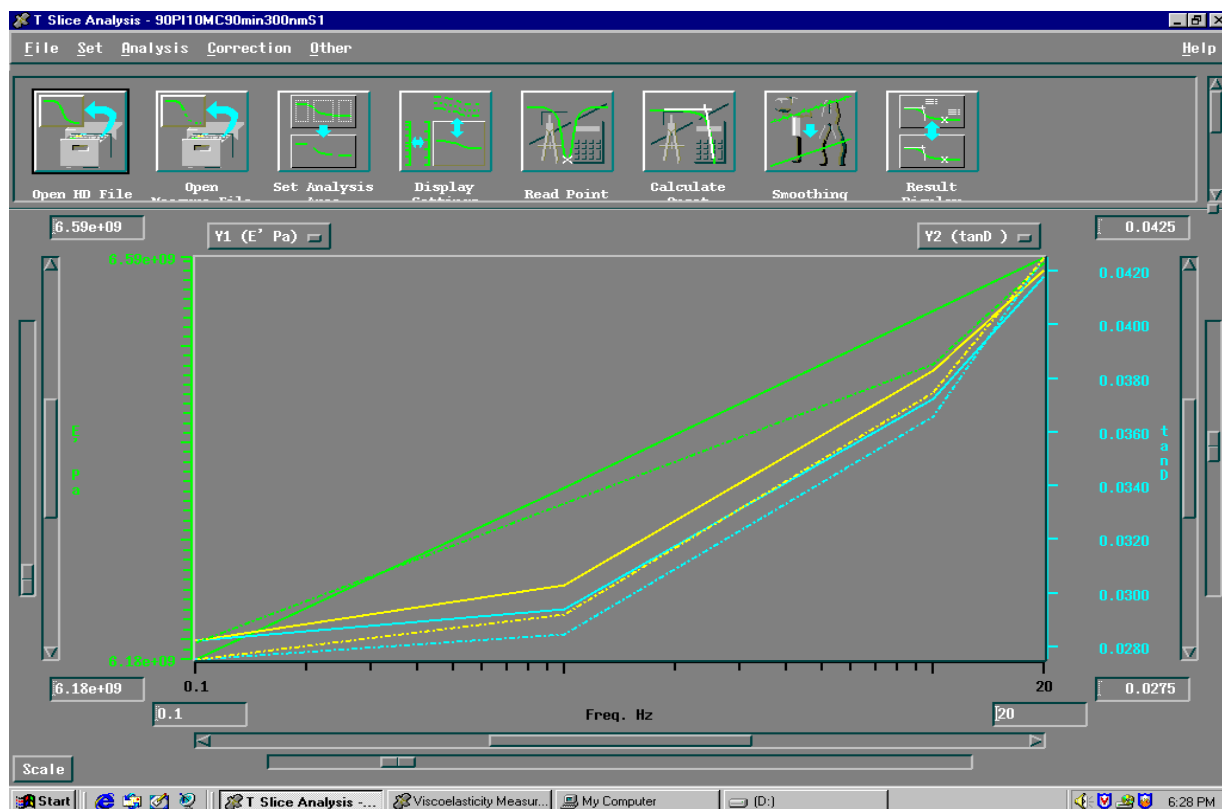 T Slice Analysis - 90PI10MC90min300nmS1
File Set Analysis Correction Other Help
Open HD File
Open
Set Analysis
Display
Read Point
Calculate
Smoothing
Result
6.59e+09
Y1 (E' Pa)
Y2 (tanD )
0.0425
6.59e+09
0.0420
0.0400
0.0380
0.0360
0.0340
0.0320
0.0300
0.0280
E' Pa
tanD
6.18e+09
6.18e+09
0.1
20
0.0275
0.1
Freq. Hz
20
Scale
Start
T Slice Analysis -...
Viscoelasticity Measur...
My Computer
(D:)
6:28 PM